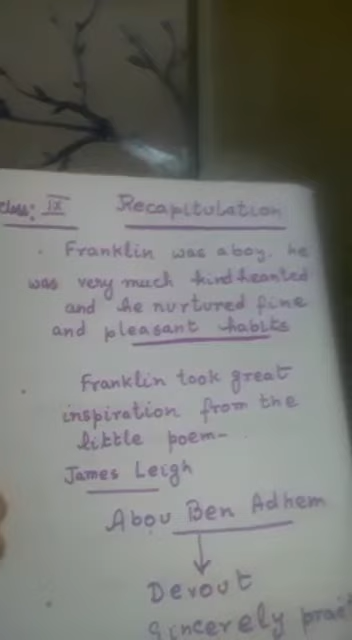 Class: IX
Recapitulation
Franklin was a boy. he
was very much kind hearted
and he nurtured fine
and pleasant habits
Franklin took great
inspiration from the
little poem-
James Leigh
Abou Ben Adhem
Devout
Sincerely